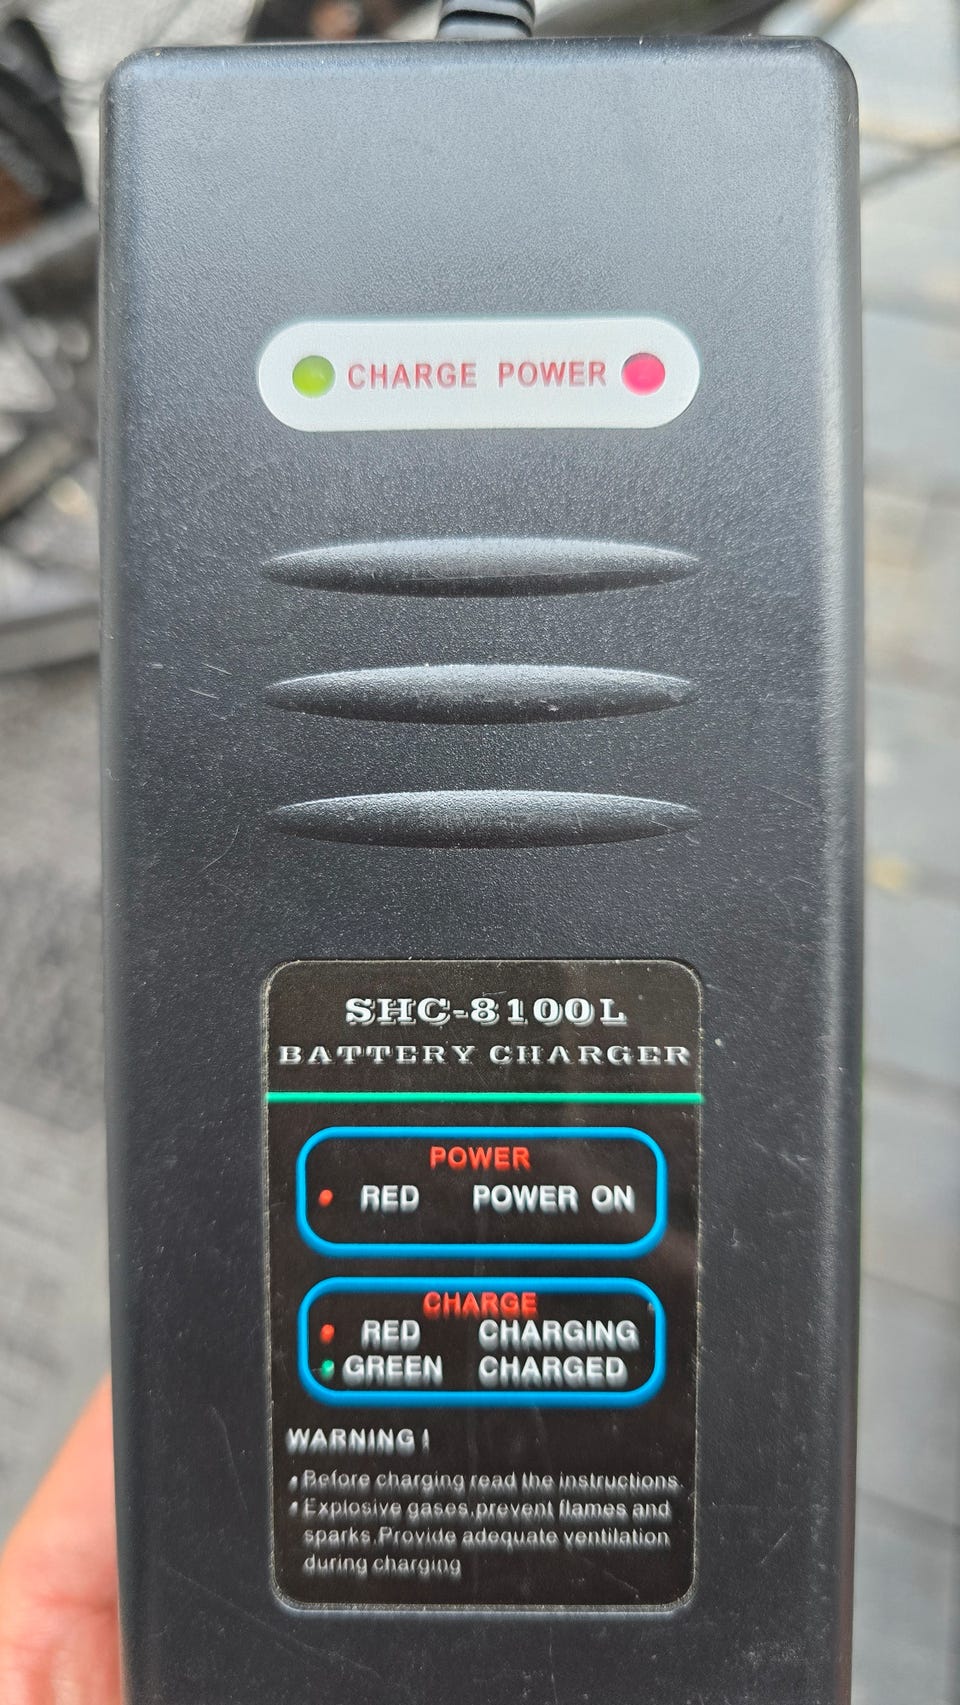 CHARGE POWER
SHC-8100L
BATTERY CHARGER
POWER
RED POWER ON
CHARGE
RED CHARGING
GREEN CHARGED
WARNING!
• Before charging read the instructions.
• Explosive gases,prevent flames and
sparks,Provide adequate ventilation
during charging